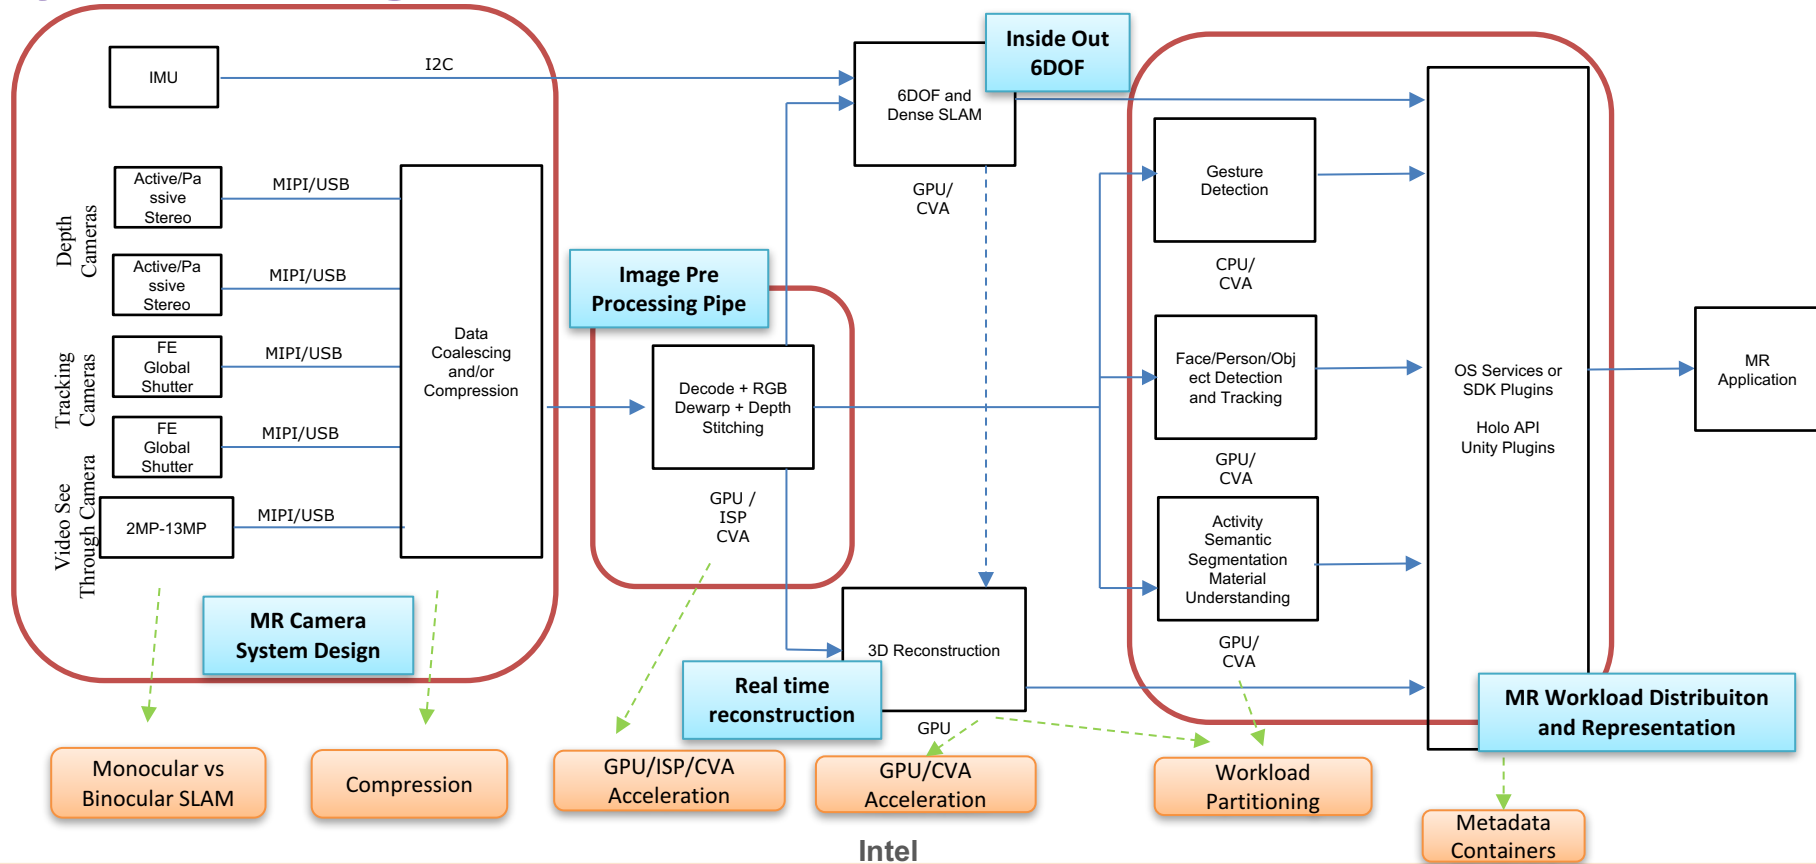 IMU
I2C
6DOF and
Dense SLAM
Inside Out
6DOF
GPU/
CVA
Depth
Cameras
Active/Pa
ssive
Stereo
MIPI/USB
Active/Pa
ssive
Stereo
MIPI/USB
Tracking
Cameras
FE
Global
Shutter
MIPI/USB
FE
Global
Shutter
MIPI/USB
Video See
Through Camera
2MP-13MP
MIPI/USB
Data
Coalescing
and/or
Compression
MR Camera
System Design
Image Pre
Processing Pipe
Decode + RGB
Dewarp + Depth
Stitching
GPU /
ISP
CVA
3D Reconstruction
Real time
reconstruction
GPU
Gesture
Detection
CPU/
CVA
Face/Person/Obj
ect Detection
and Tracking
GPU/
CVA
Activity
Semantic
Segmentation
Material
Understanding
GPU/
CVA
OS Services or
SDK Plugins
Holo API
Unity Plugins
MR
Application
MR Workload Distribuiton
and Representation
Monocular vs
Binocular SLAM
Compression
GPU/ISP/CVA
Acceleration
GPU/CVA
Acceleration
Workload
Partitioning
Metadata
Containers
Intel